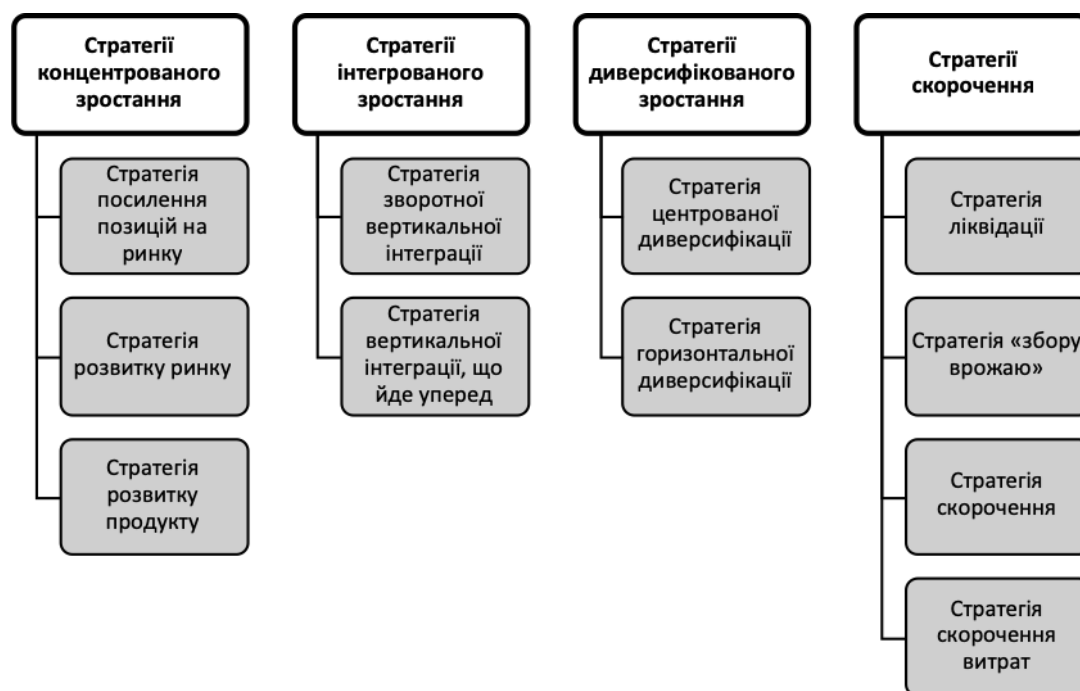 Стратегії
концентрованого
зростання
Стратегія
посилення
позицій на
ринку
Стратегія
розвитку ринку
Стратегія
розвитку
продукту
Стратегії
інтегрованого
зростання
Стратегія
зворотної
вертикальної
інтеграції
Стратегія
вертикальної
інтеграції, що
йде уперед
Стратегії
диверсифікованого
зростання
Стратегія
центрованої
диверсифікації
Стратегія
горизонтальної
диверсифікації
Стратегії
скорочення
Стратегія
ліквідації
Стратегія «збору
врожаю»
Стратегія
скорочення
Стратегія
скорочення
витрат